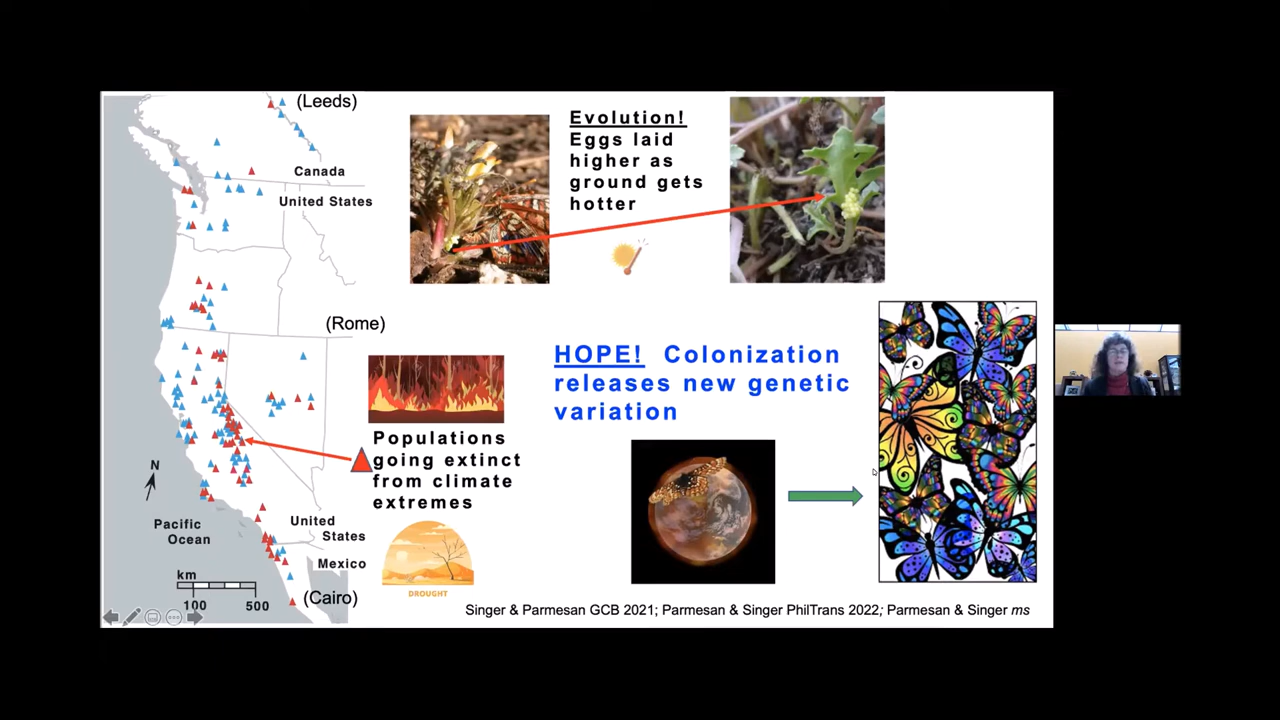 (Leeds)
Canada
United States
(Rome)
N
Pacific
Ocean
United
States
Mexico
km
100 500
(Cairo)
Evolution!
Eggs laid
higher as
ground gets
hotter
Populations
going extinct
from climate
extremes
DROUGHT
HOPE! Colonization
releases new genetic
variation
Singer & Parmesan GCB 2021; Parmesan & Singer PhilTrans 2022; Parmesan & Singer ms